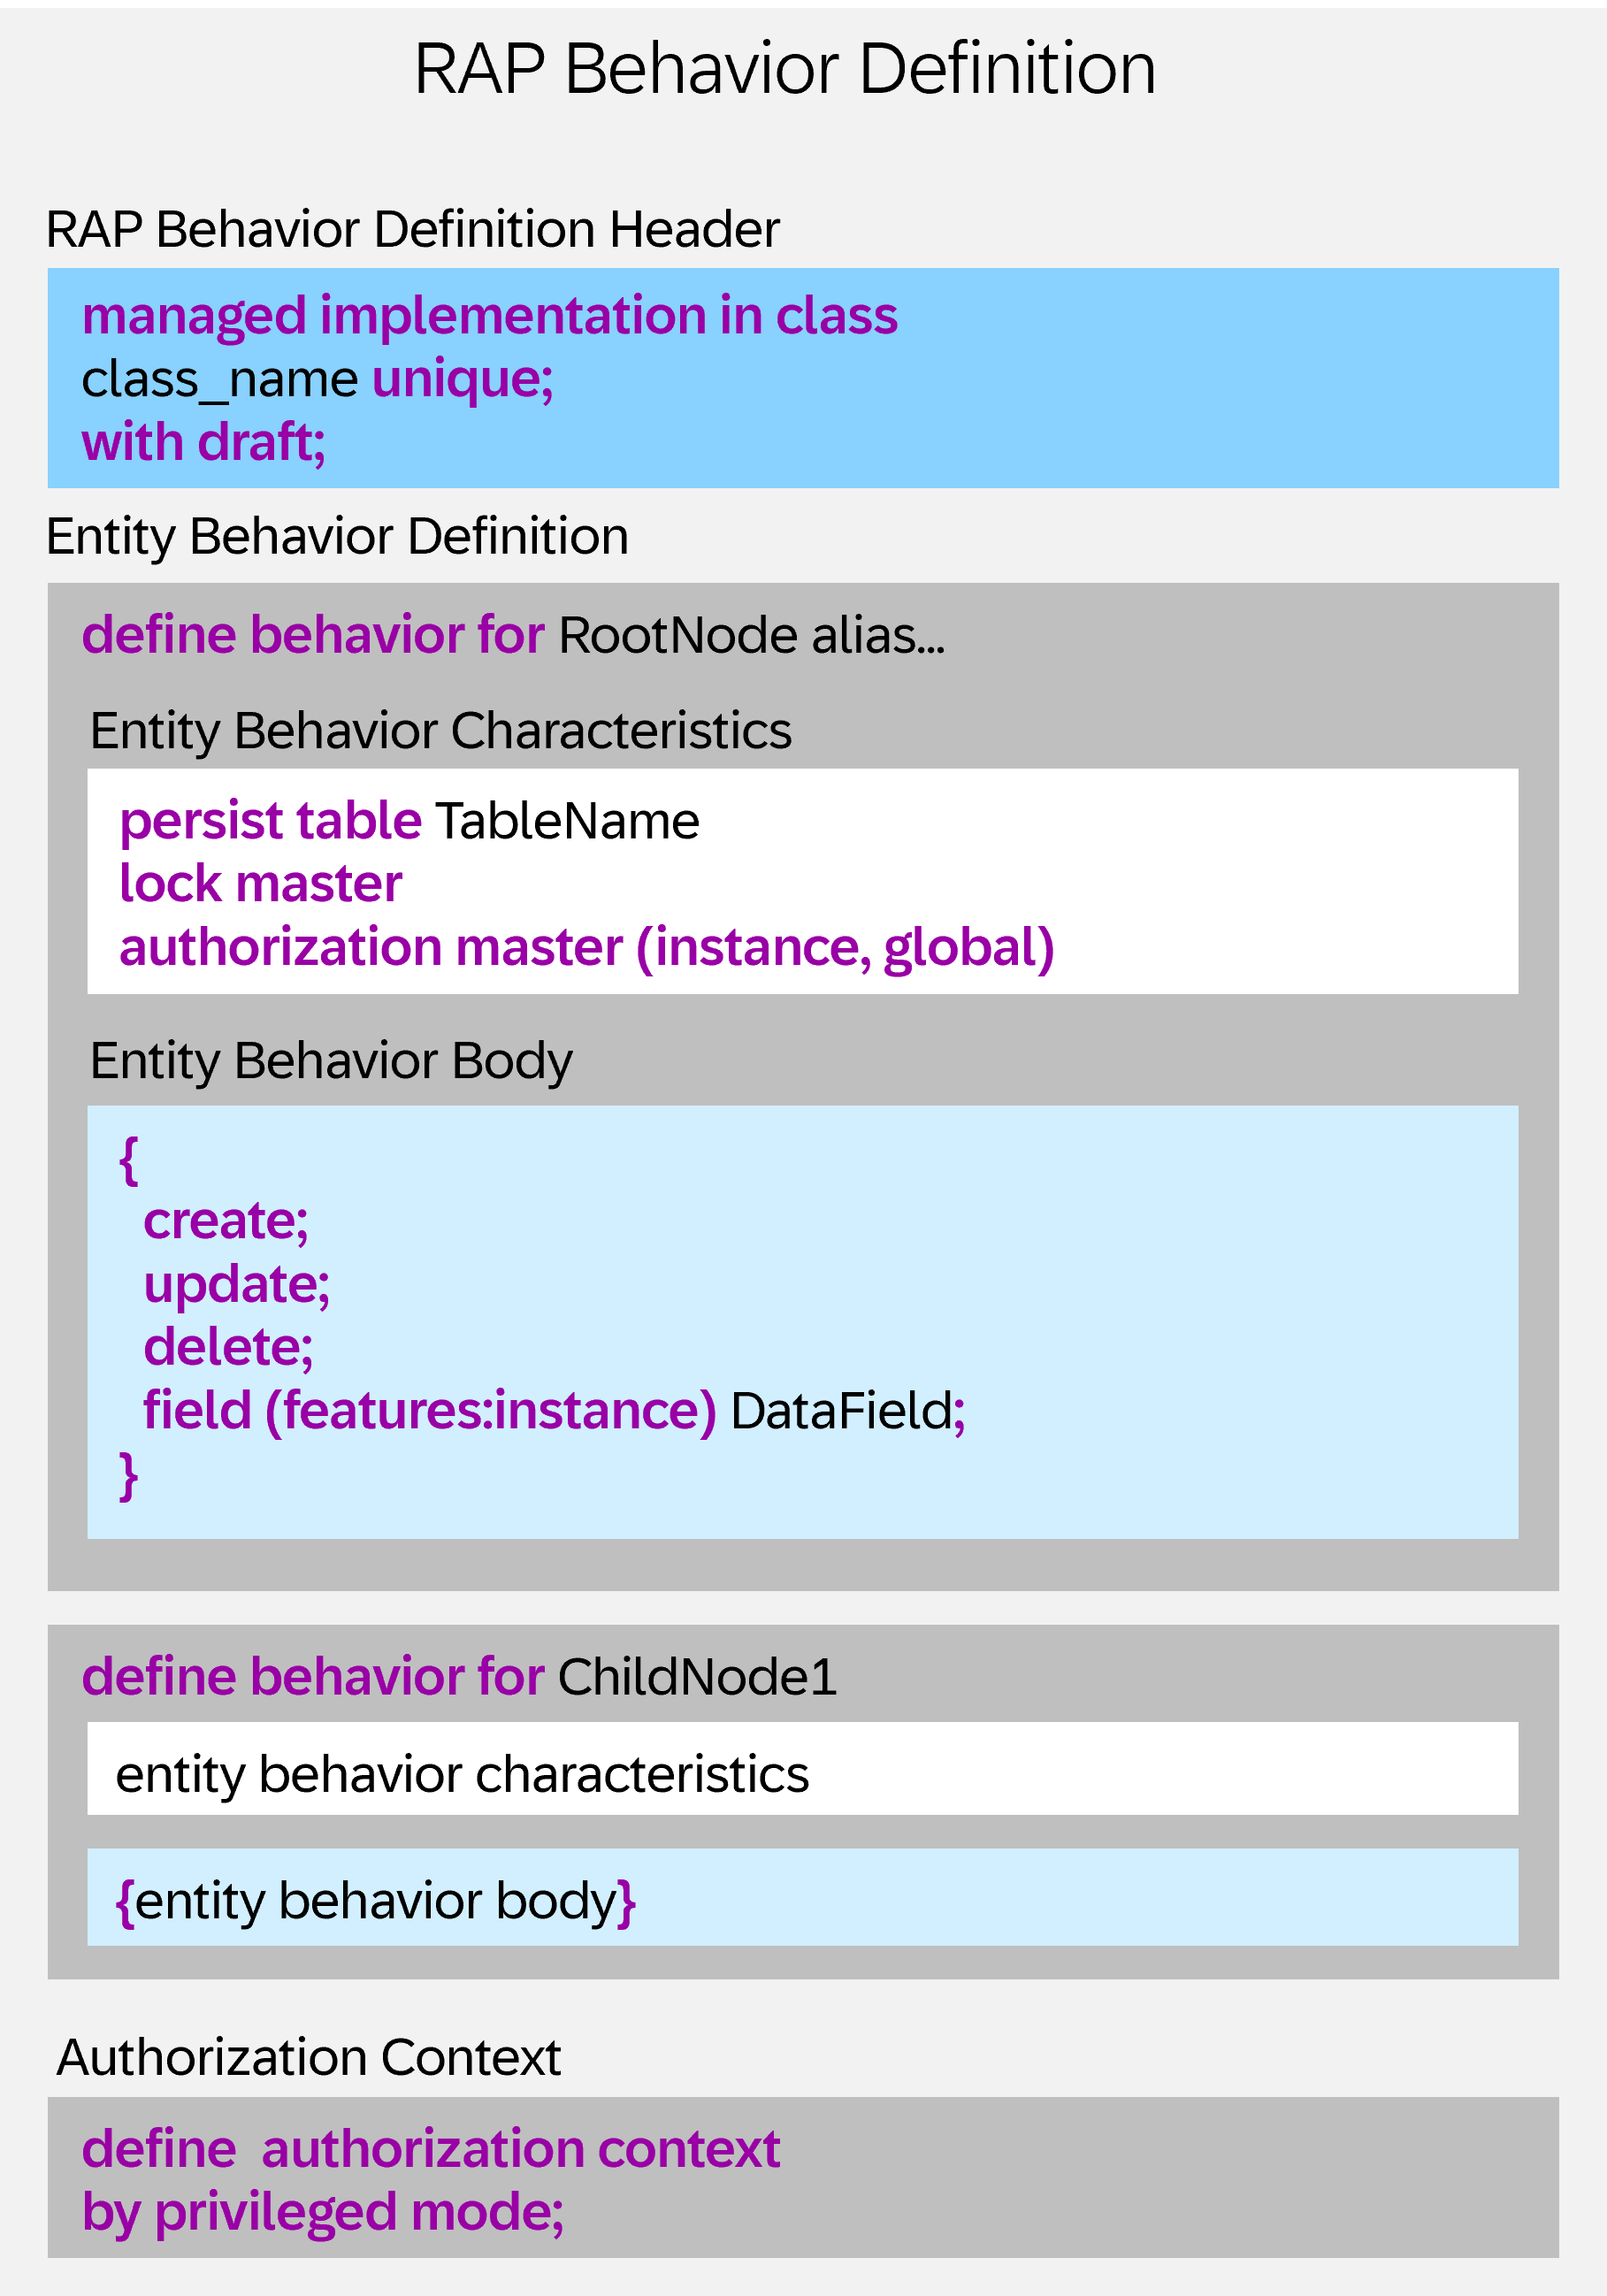 RAP Behavior Definition
RAP Behavior Definition Header
managed implementation in class
class_name unique;
with draft;
Entity Behavior Definition
define behavior for RootNode alias...
Entity Behavior Characteristics
persist table TableName
lock master
authorization master (instance, global)
Entity Behavior Body
{
create;
update;
delete;
field (features:instance) DataField;
}
define behavior for ChildNode1
entity behavior characteristics
{entity behavior body}
Authorization Context
define  authorization context
by privileged mode;